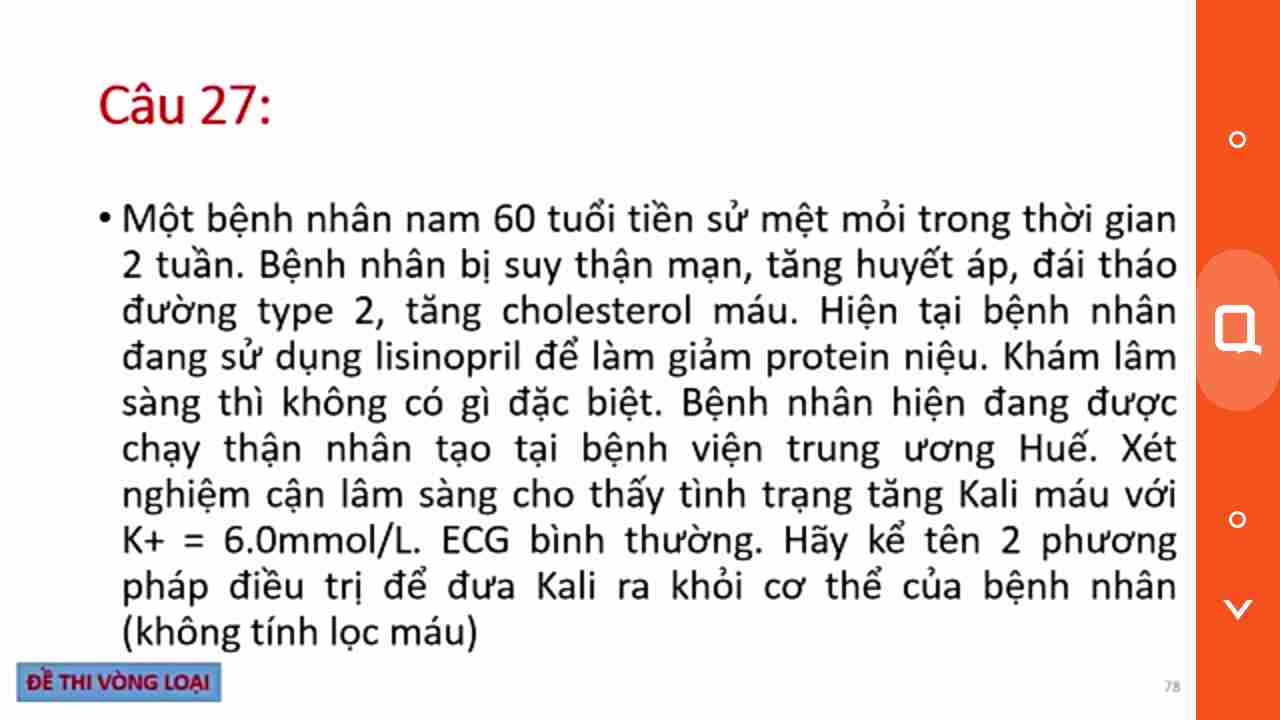 Câu 27:
• Một bệnh nhân nam 60 tuổi tiền sử mệt mỏi trong thời gian
2 tuần. Bệnh nhân bị suy thận mạn, tăng huyết áp, đái tháo
đường type 2, tăng cholesterol máu. Hiện tại bệnh nhân
đang sử dụng lisinopril để làm giảm protein niệu. Khám lâm
sàng thì không có gì đặc biệt. Bệnh nhân hiện đang được
chạy thận nhân tạo tại bệnh viện trung ương Huế. Xét
nghiệm cận lâm sàng cho thấy tình trạng tăng Kali máu với
K+ = 6.0mmol/L. ECG bình thường. Hãy kể tên 2 phương
pháp điều trị để đưa Kali ra khỏi cơ thể của bệnh nhân
(không tính lọc máu)
ĐỀ THI VÒNG LOẠI
78